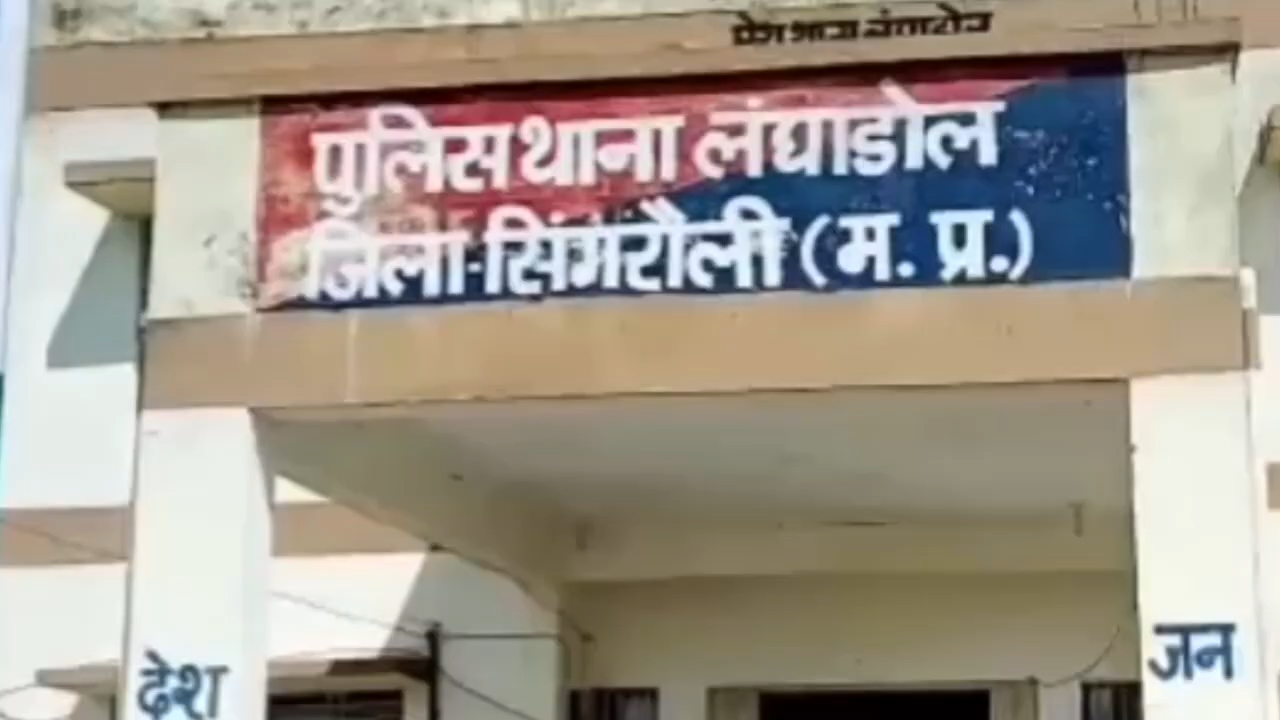 पुलिस थाना लंघाडोल
जिला-सिंगरौली (म. प्र.)
देश
जन